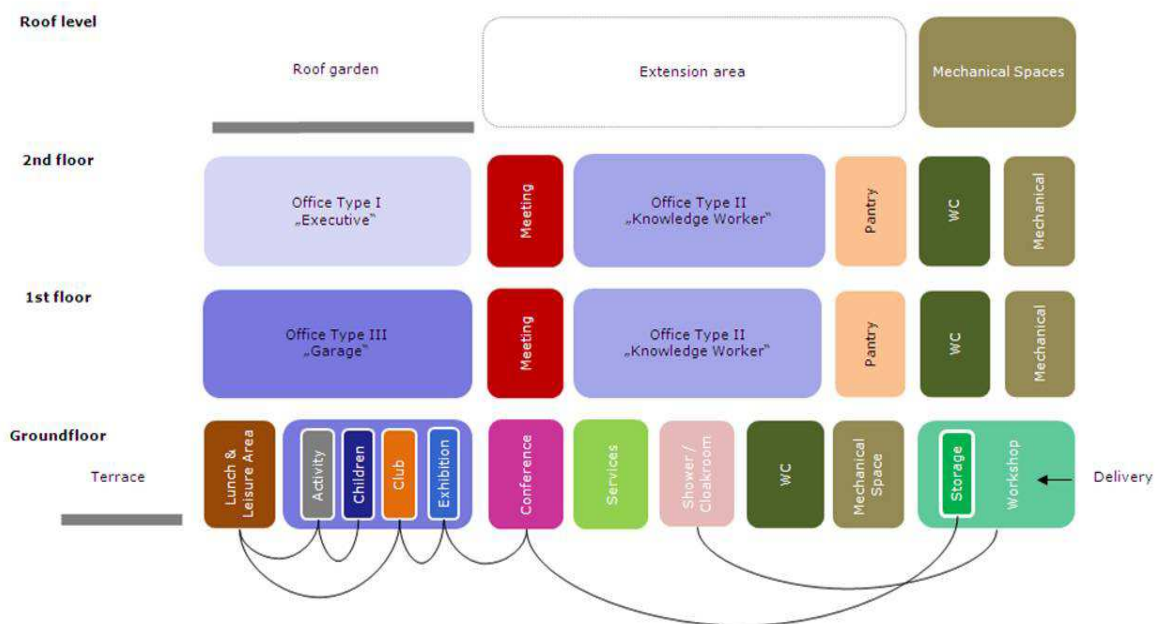 Roof level
Roof garden
Extension area
Mechanical Spaces
2nd floor
Office Type I
„Executive“
Meeting
Office Type II
„Knowledge Worker“
Pantry
WC
Mechanical
1st floor
Office Type III
„Garage“
Meeting
Office Type II
„Knowledge Worker“
Pantry
WC
Mechanical
Groundfloor
Terrace
Lunch &
Leisure Area
Activity
Children
Club
Exhibition
Conference
Services
Shower /
Cloakroom
WC
Mechanical
Space
Storage
Workshop
Delivery